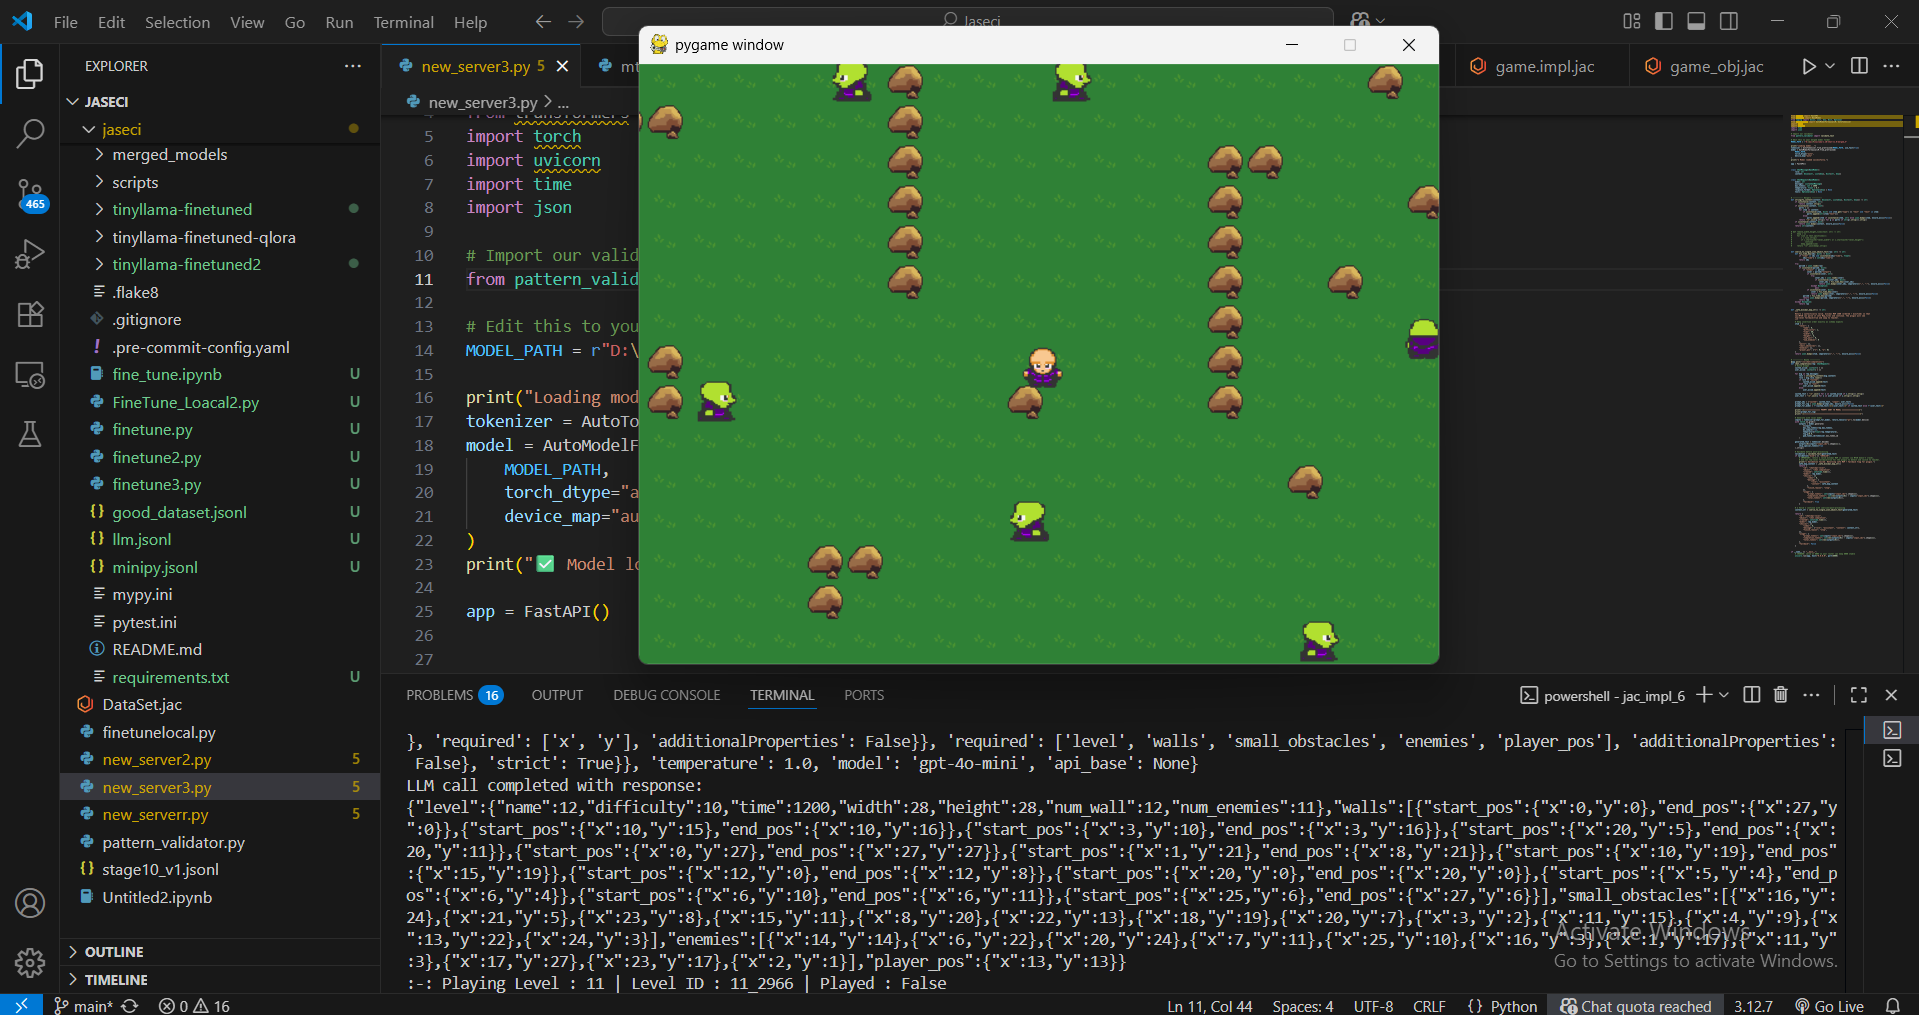 File Edit Selection View Go Run Terminal Help
Jaseci
pygame window
EXPLORER
JASECI
jaseci
merged_models
scripts
tinyllama-finetuned
tinyllama-finetuned-qlora
tinyllama-finetuned2
.flake8
.gitignore
.pre-commit-config.yaml
fine_tune.ipynb U
FineTune_Loacal2.py U
finetune.py U
finetune2.py U
finetune3.py U
good_dataset.jsonl U
llm.jsonl U
minipy.jsonl U
mypy.ini
pytest.ini
README.md
requirements.txt U
DataSet.jac
finetunelocal.py
new_server2.py 5
new_server3.py 5
new_serverr.py 5
pattern_validator.py
stage10_v1.jsonl
Untitled2.ipynb
OUTLINE
TIMELINE
465
new_server3.py 5
game.impl.jac
game_obj.jac
new_server3.py > ...
from transformers
5 import torch
6 import uvicorn
7 import time
8 import json
9
10 # Import our valid
11 from pattern_valid
12
13 # Edit this to you
14 MODEL_PATH = r"D:\
15
16 print("Loading mod
17 tokenizer = AutoTo
18 model = AutoModelF
19 MODEL_PATH,
20 torch_dtype="a
21 device_map="au
22 )
23 print("✅ Model lo
24
25 app = FastAPI()
26
27
PROBLEMS 16 OUTPUT DEBUG CONSOLE TERMINAL PORTS
powershell - jac_impl_6
}, 'required': ['x', 'y'], 'additionalProperties': False}}, 'required': ['level', 'walls', 'small_obstacles', 'enemies', 'player_pos'], 'additionalProperties':
False}, 'strict': True}}, 'temperature': 1.0, 'model': 'gpt-4o-mini', 'api_base': None}
LLM call completed with response:
{"level":{"name":12,"difficulty":10,"time":1200,"width":28,"height":28,"num_wall":12,"num_enemies":11},"walls":[{"start_pos":{"x":0,"y":0},"end_pos":{"x":27,"y
":0}},{"start_pos":{"x":10,"y":15},"end_pos":{"x":10,"y":16}},{"start_pos":{"x":3,"y":10},"end_pos":{"x":3,"y":16}},{"start_pos":{"x":20,"y":5},"end_pos":{"x":
20,"y":11}},{"start_pos":{"x":0,"y":27},"end_pos":{"x":27,"y":27}},{"start_pos":{"x":1,"y":21},"end_pos":{"x":8,"y":21}},{"start_pos":{"x":10,"y":19},"end_pos"
:{"x":15,"y":19}},{"start_pos":{"x":12,"y":0},"end_pos":{"x":12,"y":8}},{"start_pos":{"x":20,"y":0},"end_pos":{"x":20,"y":0}},{"start_pos":{"x":5,"y":4},"end_p
os":{"x":6,"y":4}},{"start_pos":{"x":6,"y":10},"end_pos":{"x":6,"y":11}},{"start_pos":{"x":25,"y":6},"end_pos":{"x":27,"y":6}}],"small_obstacles":[{"x":16,"y":
24},{"x":21,"y":5},{"x":23,"y":8},{"x":15,"y":11},{"x":8,"y":20},{"x":22,"y":13},{"x":18,"y":19},{"x":20,"y":7},{"x":3,"y":2},{"x":11,"y":15},{"x":4,"y":9},{"x
":13,"y":22},{"x":24,"y":3}],"enemies":[{"x":14,"y":14},{"x":6,"y":22},{"x":20,"y":24},{"x":7,"y":11},{"x":25,"y":10},{"x":16,"y":3},{"x":1,"y":17},{"x":11,"y"
:3},{"x":17,"y":27},{"x":23,"y":17},{"x":2,"y":1}],"player_pos":{"x":13,"y":13}}
:-: Playing Level : 11 | Level ID : 11_2966 | Played : False
Activate Windows
Go to Settings to activate Windows.
main* 0 16 Ln 11, Col 44 Spaces: 4 UTF-8 CRLF {} Python Chat quota reached 3.12.7 Go Live